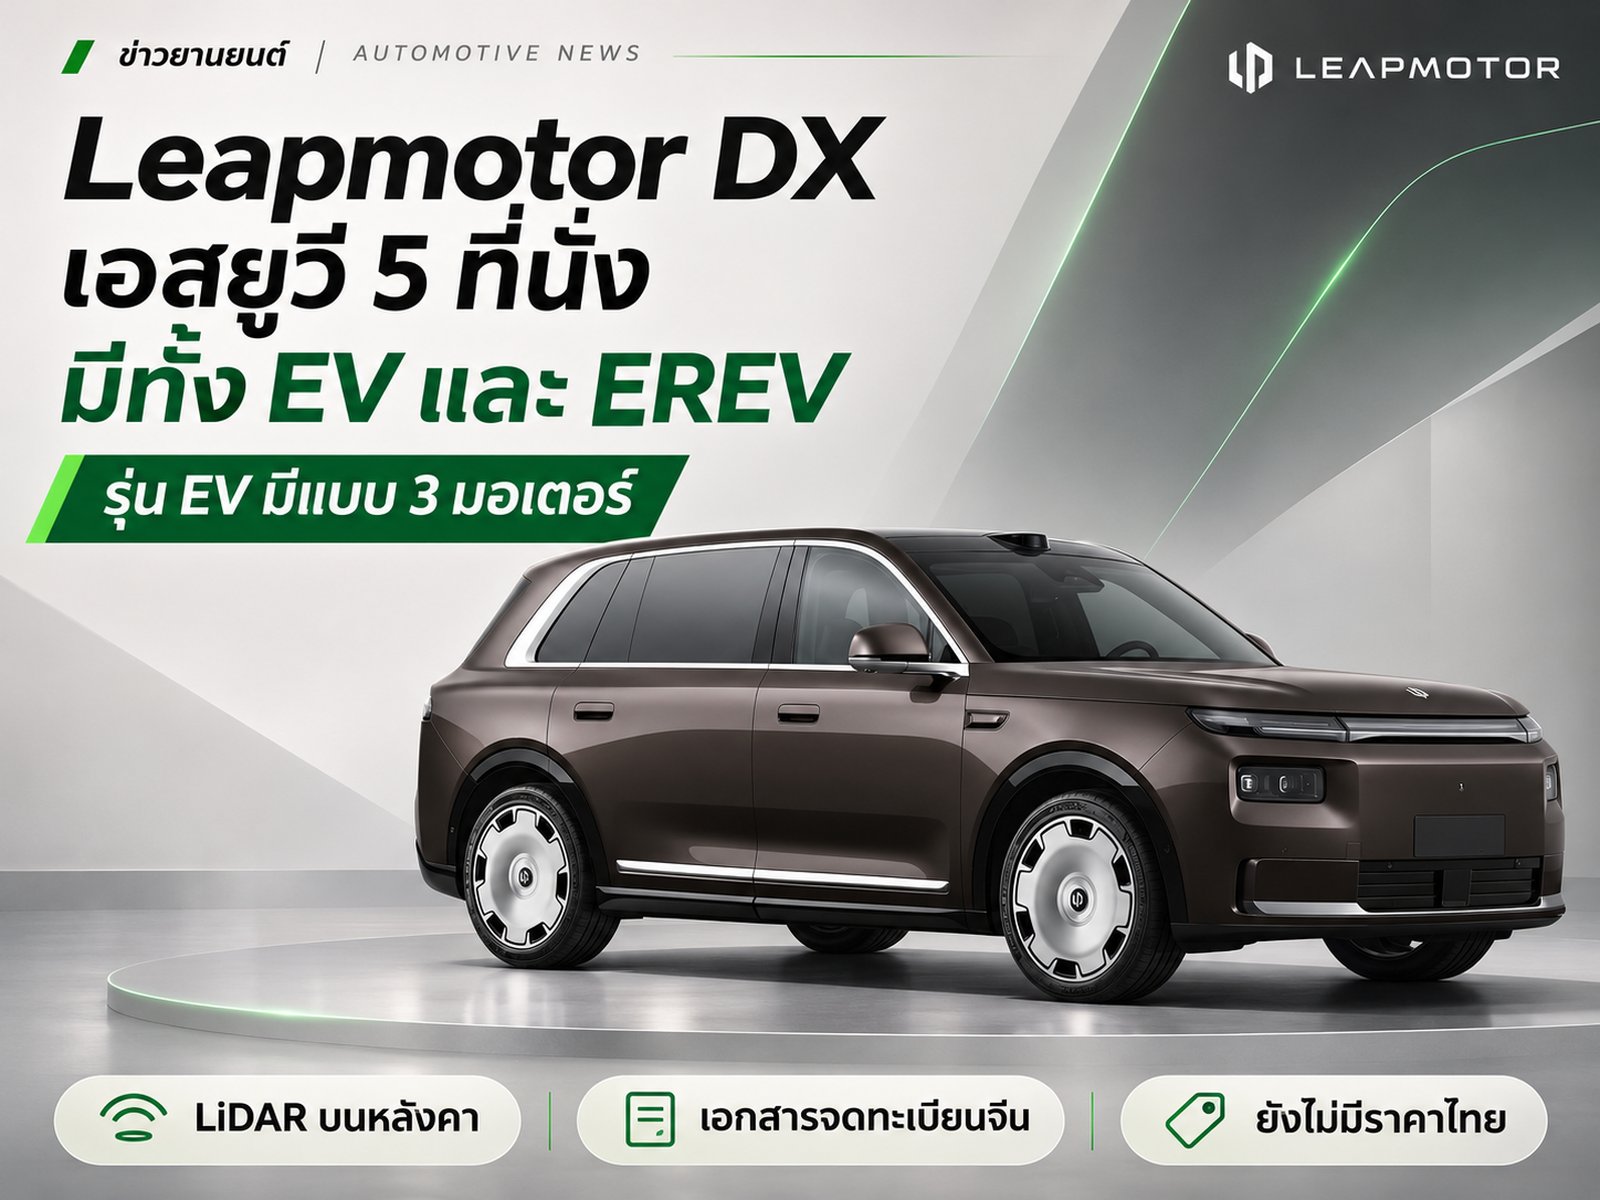 ข่าวยานยนต์ | AUTOMOTIVE NEWS
LEAPMOTOR
Leapmotor DX
เอสยูวี 5 ที่นั่ง
มีทั้ง EV และ EREV
รุ่น EV มีแบบ 3 มอเตอร์
LiDAR บนหลังคา
เอกสารจดทะเบียนจีน
ยังไม่มีราคาไทย